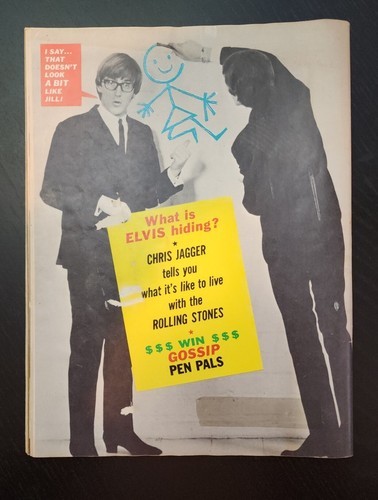 I SAY...
THAT
DOESN'T
LOOK
A BIT
LIKE
JILL!
What is
ELVIS hiding?
★
CHRIS JAGGER
tells you
what it's like to live
with the
ROLLING STONES
★
$$$ WIN $$$
GOSSIP
PEN PALS